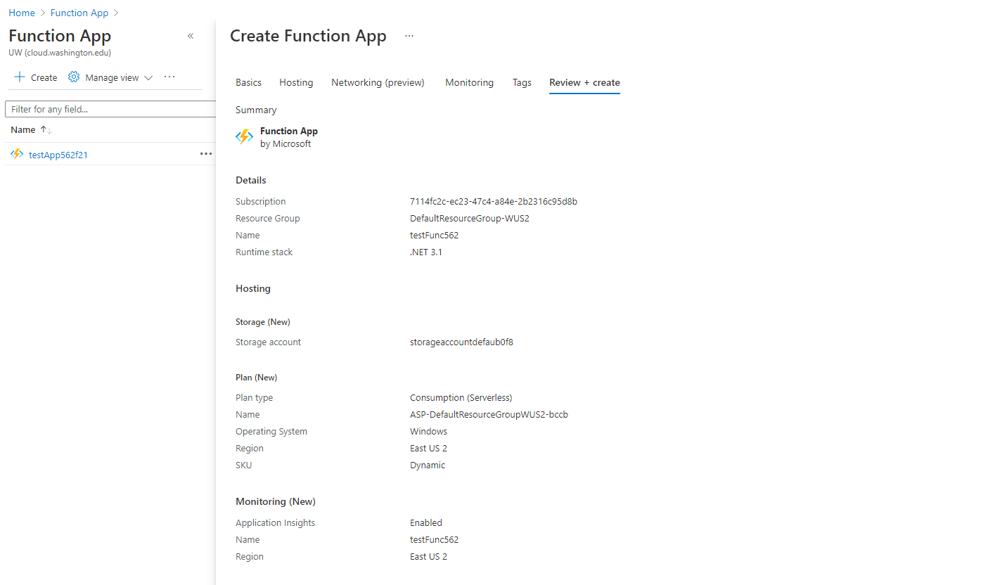 Home > Function App >
Function App
UW (cloud.washington.edu)
Create Manage view ...
Filter for any field...
Name
testApp562f21 ...
Create Function App ...
Basics Hosting Networking (preview) Monitoring Tags Review + create
Summary
Function App
by Microsoft
Details
Subscription 7114fc2c-ec23-47c4-a84e-2b2316c95d8b
Resource Group DefaultResourceGroup-WUS2
Name testFunc562
Runtime stack .NET 3.1
Hosting
Storage (New)
Storage account storageaccountdefaub0f8
Plan (New)
Plan type Consumption (Serverless)
Name ASP-DefaultResourceGroupWUS2-bccb
Operating System Windows
Region East US 2
SKU Dynamic
Monitoring (New)
Application Insights Enabled
Name testFunc562
Region East US 2